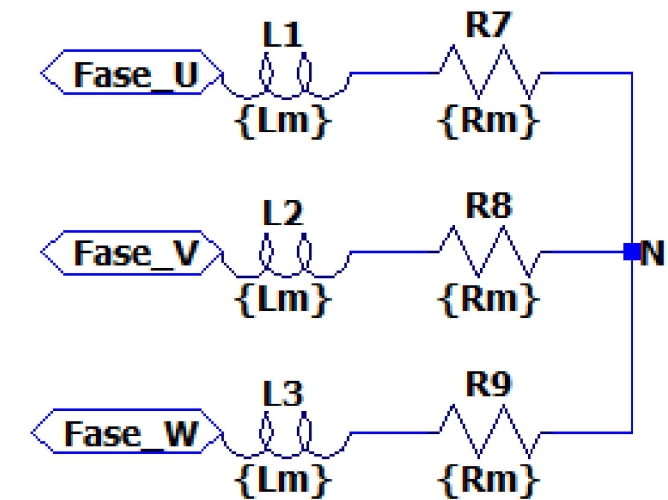 L1
R7
Fase_U
{Lm}
{Rm}
L2
R8
Fase_V
N
{Lm}
{Rm}
L3
R9
Fase_W
{Lm}
{Rm}